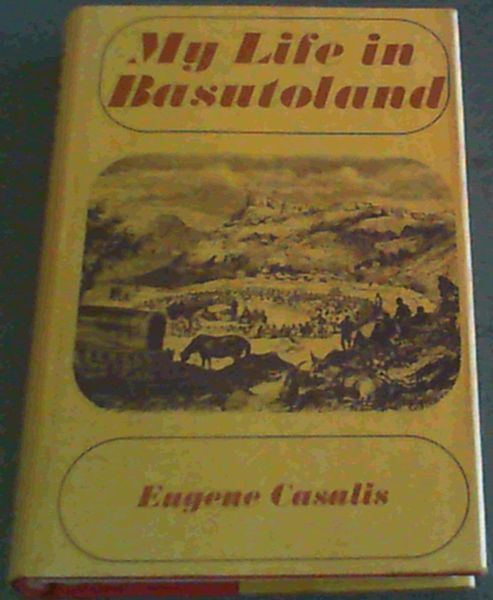 My Life in
Basutoland
Eugene Casalis